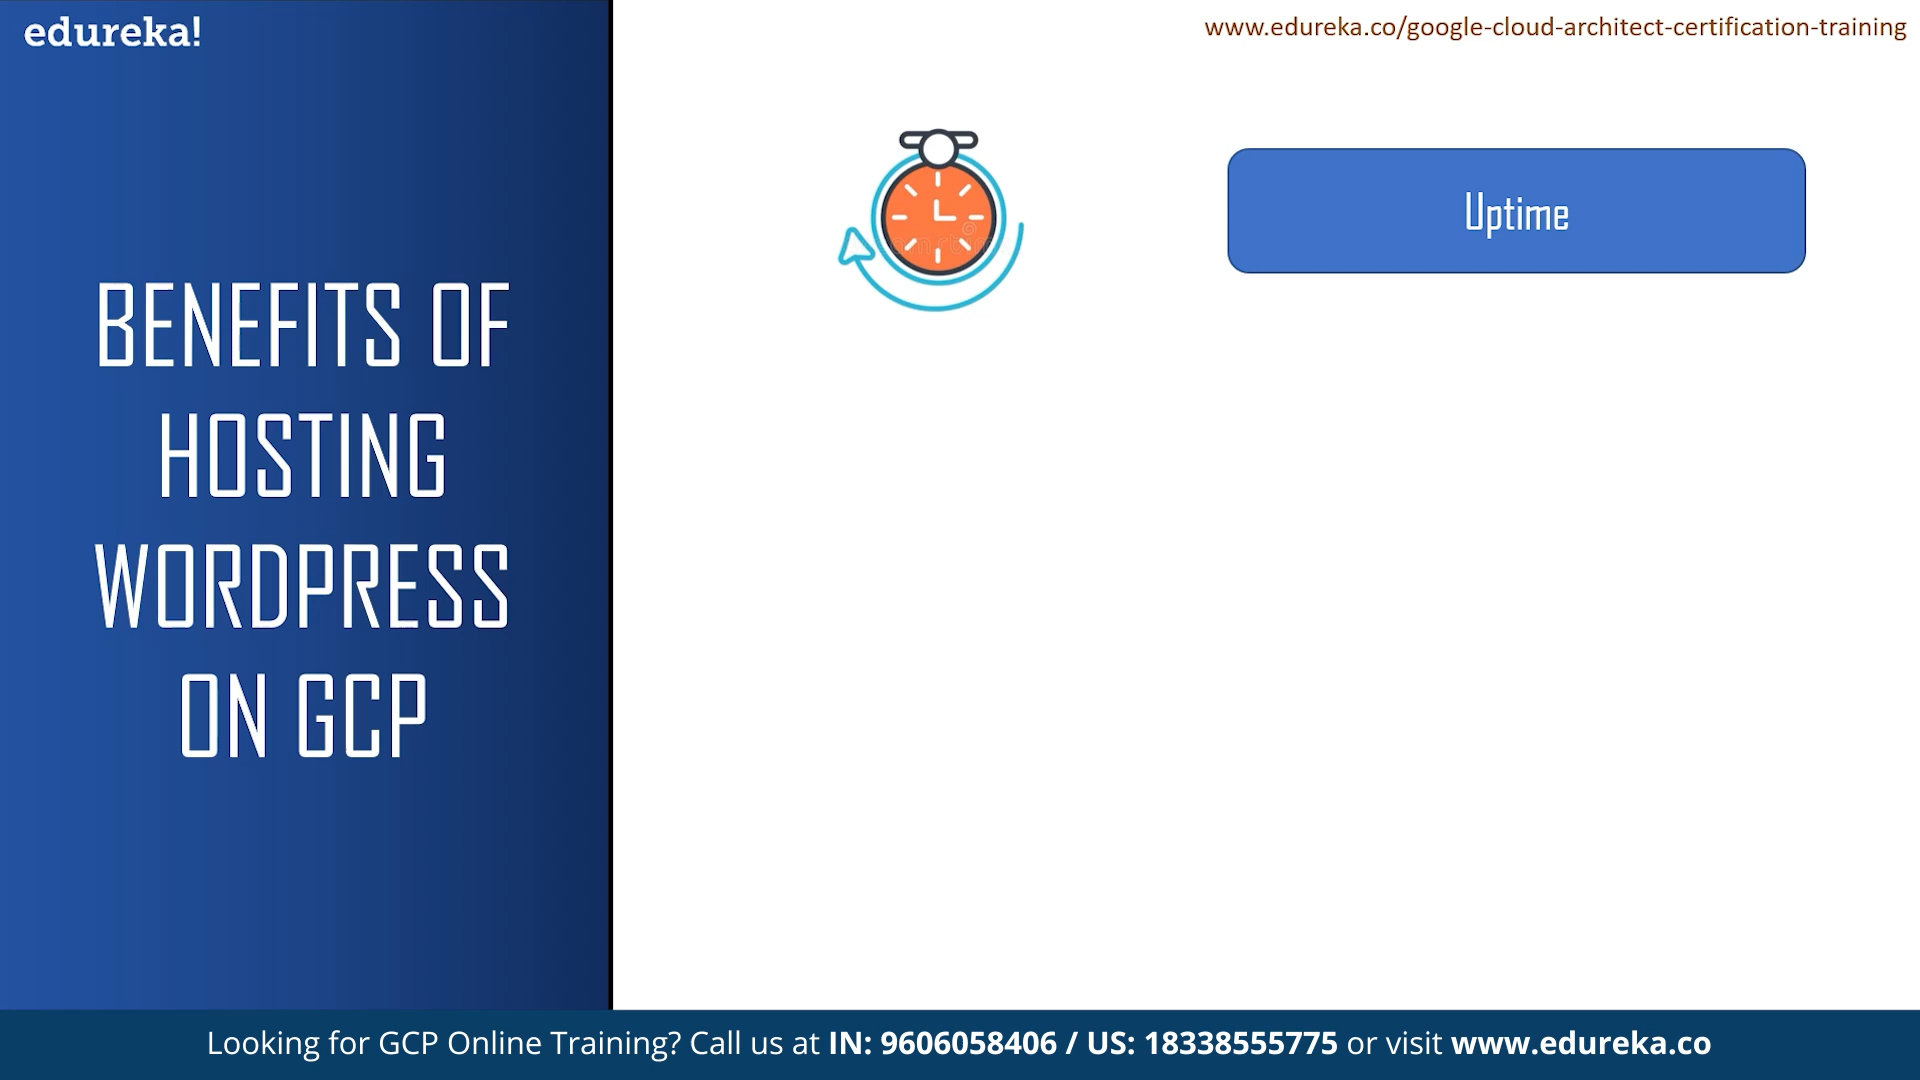 edureka!
www.edureka.co/google-cloud-architect-certification-training
BENEFITS OF
HOSTING
WORDPRESS
ON GCP
Uptime
Looking for GCP Online Training? Call us at IN: 9606058406 / US: 18338555775 or visit www.edureka.co